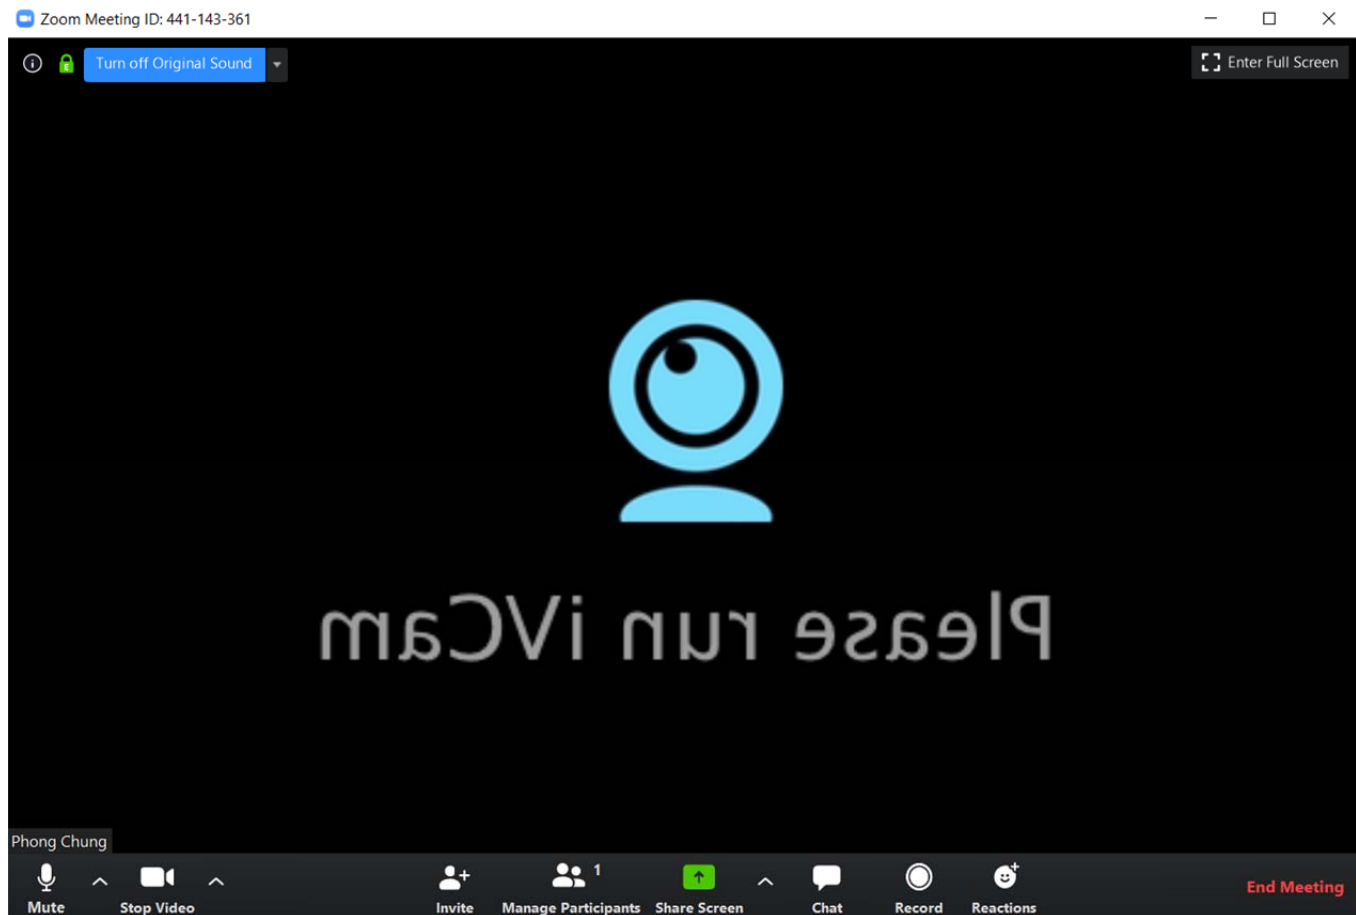 Zoom Meeting ID: 441-143-361
Turn off Original Sound
Enter Full Screen
Please run iVCam
Phong Chung
1
Mute
Stop Video
Invite
Manage Participants
Share Screen
Chat
Record
Reactions
End Meeting